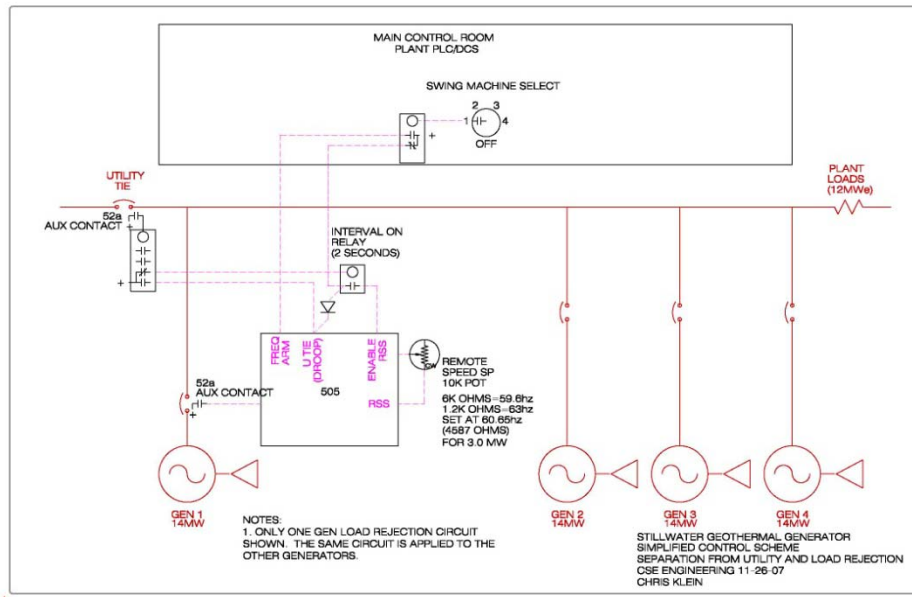 MAIN CONTROL ROOM
PLANT PLC/DCS
SWING MACHINE SELECT
2 3
1 4
OFF
+
UTILITY
TIE
PLANT
LOADS
(12MWe)
52a
AUX CONTACT
+
INTERVAL ON
RELAY
(2 SECONDS)
+
FREQ
ARM
U TIE
(DROOP)
ENABLE
RSS
505
RSS
CW
REMOTE
SPEED SP
10K POT
6K OHMS=59.6hz
1.2K OHMS=63hz
SET AT 60.65hz
(4587 OHMS)
FOR 3.0 MW
52a
AUX CONTACT
+
GEN 1
14MW
GEN 2
14MW
GEN 3
14MW
GEN 4
14MW
NOTES:
1. ONLY ONE GEN LOAD REJECTION CIRCUIT
SHOWN. THE SAME CIRCUIT IS APPLIED TO THE
OTHER GENERATORS.
STILLWATER GEOTHERMAL GENERATOR
SIMPLIFIED CONTROL SCHEME
SEPARATION FROM UTILITY AND LOAD REJECTION
CSE ENGINEERING 11-26-07
CHRIS KLEIN